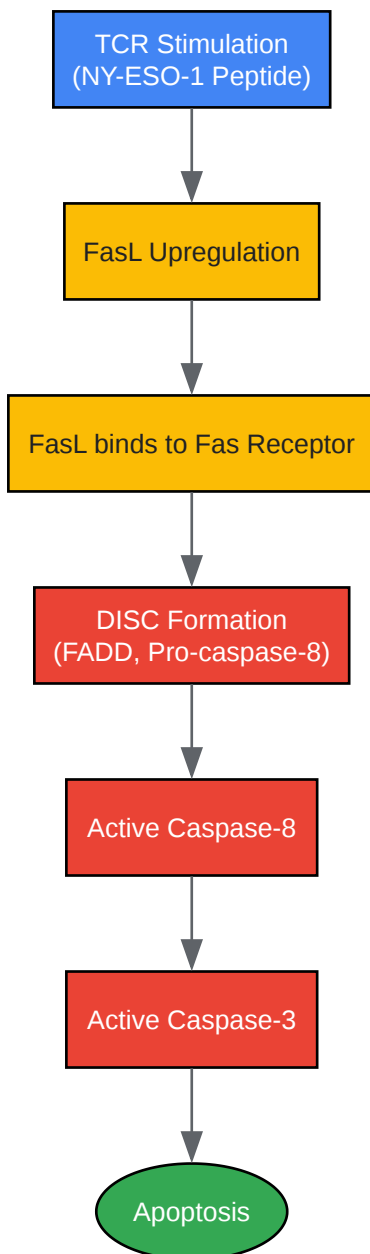 TCR Stimulation
(NY-ESO-1 Peptide)
FasL Upregulation
FasL binds to Fas Receptor
DISC Formation
(FADD, Pro-caspase-8)
Active Caspase-8
Active Caspase-3
Apoptosis